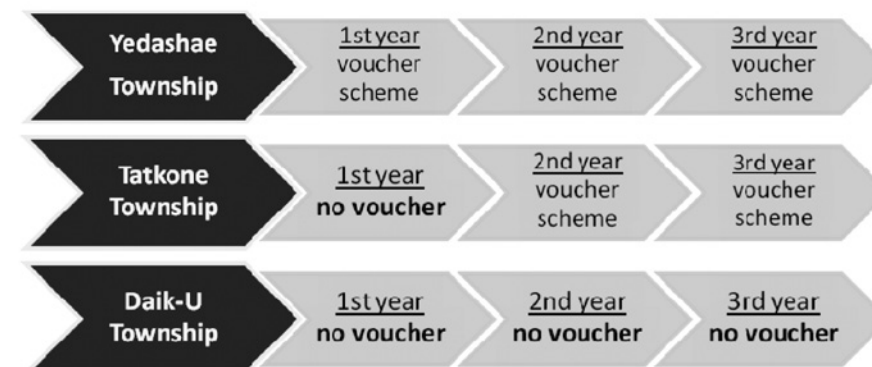 Yedashae
Township
1st year
voucher
scheme
2nd year
voucher
scheme
3rd year
voucher
scheme
Tatkone
Township
1st year
no voucher
2nd year
voucher
scheme
3rd year
voucher
scheme
Daik-U
Township
1st year
no voucher
2nd year
no voucher
3rd year
no voucher